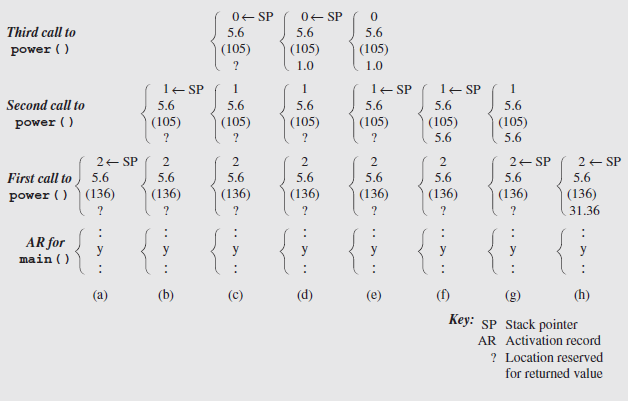 0 ← SP 0 ← SP 0
Third call to 5.6 5.6 5.6
power() (105) (105) (105)
? 1.0 1.0
1 ← SP 1 1 1 ← SP 1 ← SP 1
Second call to 5.6 5.6 5.6 5.6 5.6 5.6
power() (105) (105) (105) (105) (105) (105)
? ? ? ? 5.6 5.6
2 ← SP 2 2 2 2 2 2 ← SP 2 ← SP
First call to 5.6 5.6 5.6 5.6 5.6 5.6 5.6 5.6
power() (136) (136) (136) (136) (136) (136) (136) (136)
? ? ? ? ? ? ? 31.36
AR for : : : : : : : :
main() y y y y y y y y
: : : : : : : :
(a) (b) (c) (d) (e) (f) (g) (h)
Key: SP Stack pointer
AR Activation record
? Location reserved
for returned value